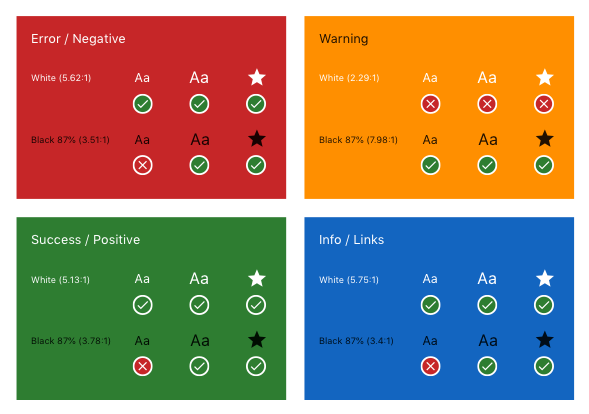 Error / Negative
White (5.62:1) Aa Aa
Black 87% (3.51:1) Aa Aa
Warning
White (2.29:1) Aa Aa
Black 87% (7.98:1) Aa Aa
Success / Positive
White (5.13:1) Aa Aa
Black 87% (3.78:1) Aa Aa
Info / Links
White (5.75:1) Aa Aa
Black 87% (3.4:1) Aa Aa